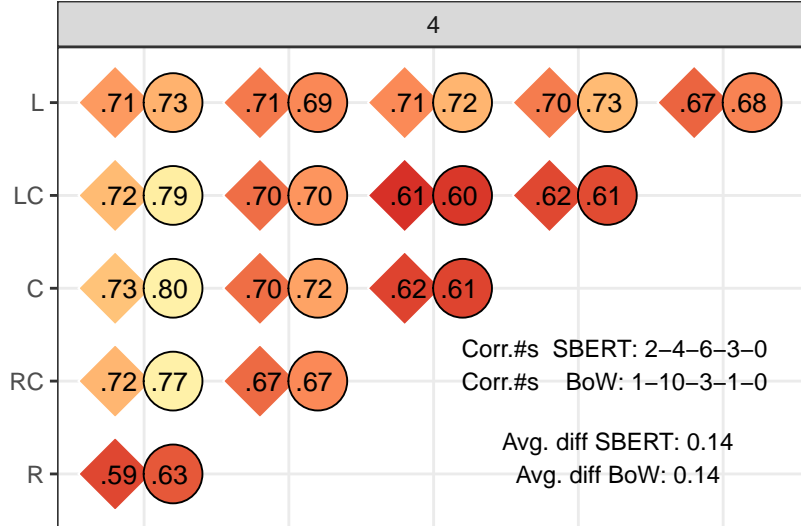 4
L .71 .73 .71 .69 .71 .72 .70 .73 .67 .68
LC .72 .79 .70 .70 .61 .60 .62 .61
C .73 .80 .70 .72 .62 .61
Corr.#s SBERT: 2−4−6−3−0
RC .72 .77 .67 .67 Corr.#s BoW: 1−10−3−1−0
Avg. diff SBERT: 0.14
R .59 .63 Avg. diff BoW: 0.14